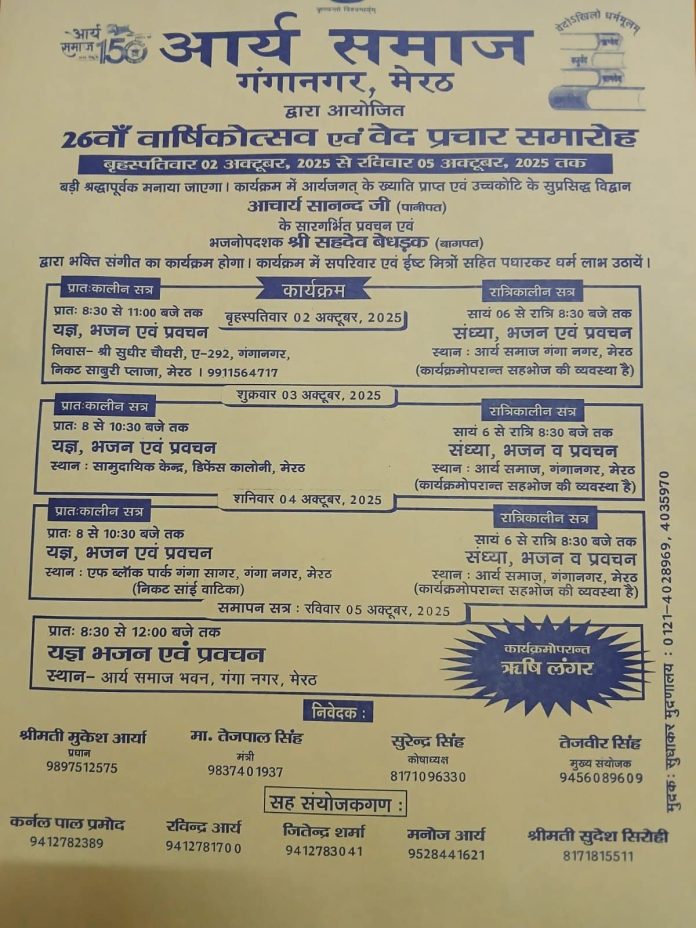 कृण्वन्तो विश्वमार्यम्
आर्य समाज 150
वेदोऽखिलो धर्ममूलम्
आर्य समाज
गंगानगर, मेरठ
द्वारा आयोजित
26वाँ वार्षिकोत्सव एवं वेद प्रचार समारोह
बृहस्पतिवार 02 अक्टूबर, 2025 से रविवार 05 अक्टूबर, 2025 तक
बड़ी श्रद्धापूर्वक मनाया जाएगा। कार्यक्रम में आर्यजगत् के ख्याति प्राप्त एवं उच्चकोटि के सुप्रसिद्ध विद्वान
आचार्य सानन्द जी (पानीपत)
के सारगर्भित प्रवचन एवं
भजनोपदशक श्री सहदेव बेधड़क (बागपत)
द्वारा भक्ति संगीत का कार्यक्रम होगा। कार्यक्रम में सपरिवार एवं ईष्ट मित्रों सहित पधारकर धर्म लाभ उठायें।
कार्यक्रम
बृहस्पतिवार 02 अक्टूबर, 2025
प्रातःकालीन सत्र
प्रातः 8:30 से 11:00 बजे तक
यज्ञ, भजन एवं प्रवचन
निवास- श्री सुधीर चौधरी, ए-292, गंगानगर,
निकट साबुरी प्लाजा, मेरठ । 9911564717
रात्रिकालीन सत्र
सायं 06 से रात्रि 8:30 बजे तक
संध्या, भजन एवं प्रवचन
स्थान : आर्य समाज गंगा नगर, मेरठ
(कार्यक्रमोपरान्त सहभोज की व्यवस्था है)
शुक्रवार 03 अक्टूबर, 2025
प्रातःकालीन सत्र
प्रातः 8 से 10:30 बजे तक
यज्ञ, भजन एवं प्रवचन
स्थान : सामुदायिक केन्द्र, डिफेंस कालोनी, मेरठ
रात्रिकालीन सत्र
सायं 6 से रात्रि 8:30 बजे तक
संध्या, भजन व प्रवचन
स्थान : आर्य समाज, गंगानगर, मेरठ
(कार्यक्रमोपरान्त सहभोज की व्यवस्था है)
शनिवार 04 अक्टूबर, 2025
प्रातःकालीन सत्र
प्रातः 8 से 10:30 बजे तक
यज्ञ, भजन एवं प्रवचन
स्थान : एफ ब्लॉक पार्क गंगा सागर, गंगा नगर, मेरठ
(निकट सांई वाटिका)
रात्रिकालीन सत्र
सायं 6 से रात्रि 8:30 बजे तक
संध्या, भजन व प्रवचन
स्थान : आर्य समाज, गंगानगर, मेरठ
(कार्यक्रमोपरान्त सहभोज की व्यवस्था है)
समापन सत्र : रविवार 05 अक्टूबर, 2025
प्रातः 8:30 से 12:00 बजे तक
यज्ञ भजन एवं प्रवचन
स्थान- आर्य समाज भवन, गंगा नगर, मेरठ
कार्यक्रमोपरान्त
ऋषि लंगर
निवेदक :
श्रीमती मुकेश आर्या
प्रधान
9897512575
मा. तेजपाल सिंह
मंत्री
9837401937
सुरेन्द्र सिंह
कोषाध्यक्ष
8171096330
तेजवीर सिंह
मुख्य संयोजक
9456089609
सह संयोजकगण :
कर्नल पाल प्रमोद
9412782389
रविन्द्र आर्य
9412781700
जितेन्द्र शर्मा
9412783041
मनोज आर्य
9528441621
श्रीमती सुदेश सिरोही
8171815511
मुद्रक : सुधाकर मुद्रणालय : 0121-4028969, 4035970